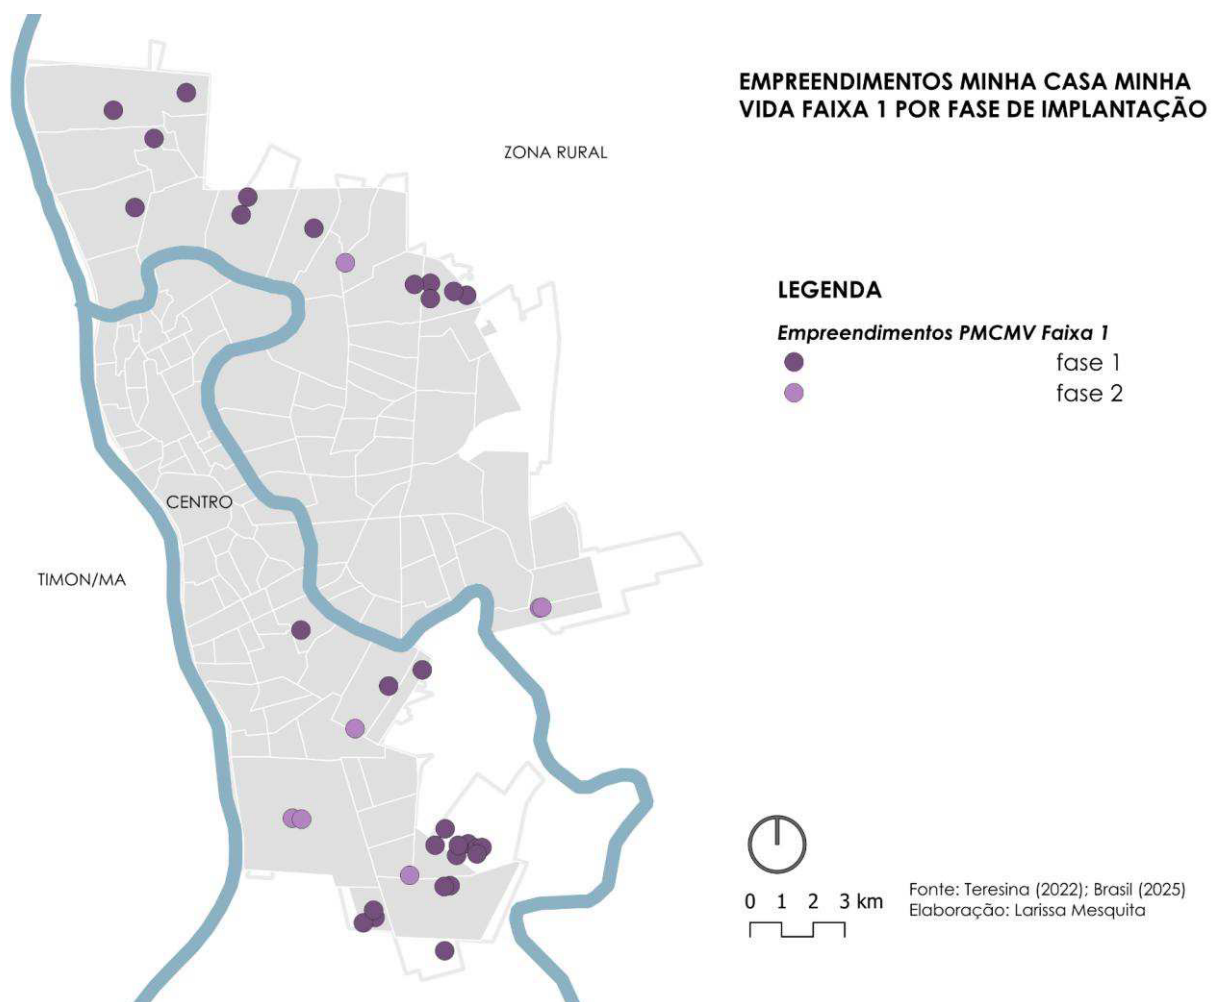 EMPREENDIMENTOS MINHA CASA MINHA
VIDA FAIXA 1 POR FASE DE IMPLANTAÇÃO
ZONA RURAL
LEGENDA
Empreendimentos PMCMV Faixa 1
fase 1
fase 2
CENTRO
TIMON/MA
0 1 2 3 km
Fonte: Teresina (2022); Brasil (2025)
Elaboração: Larissa Mesquita